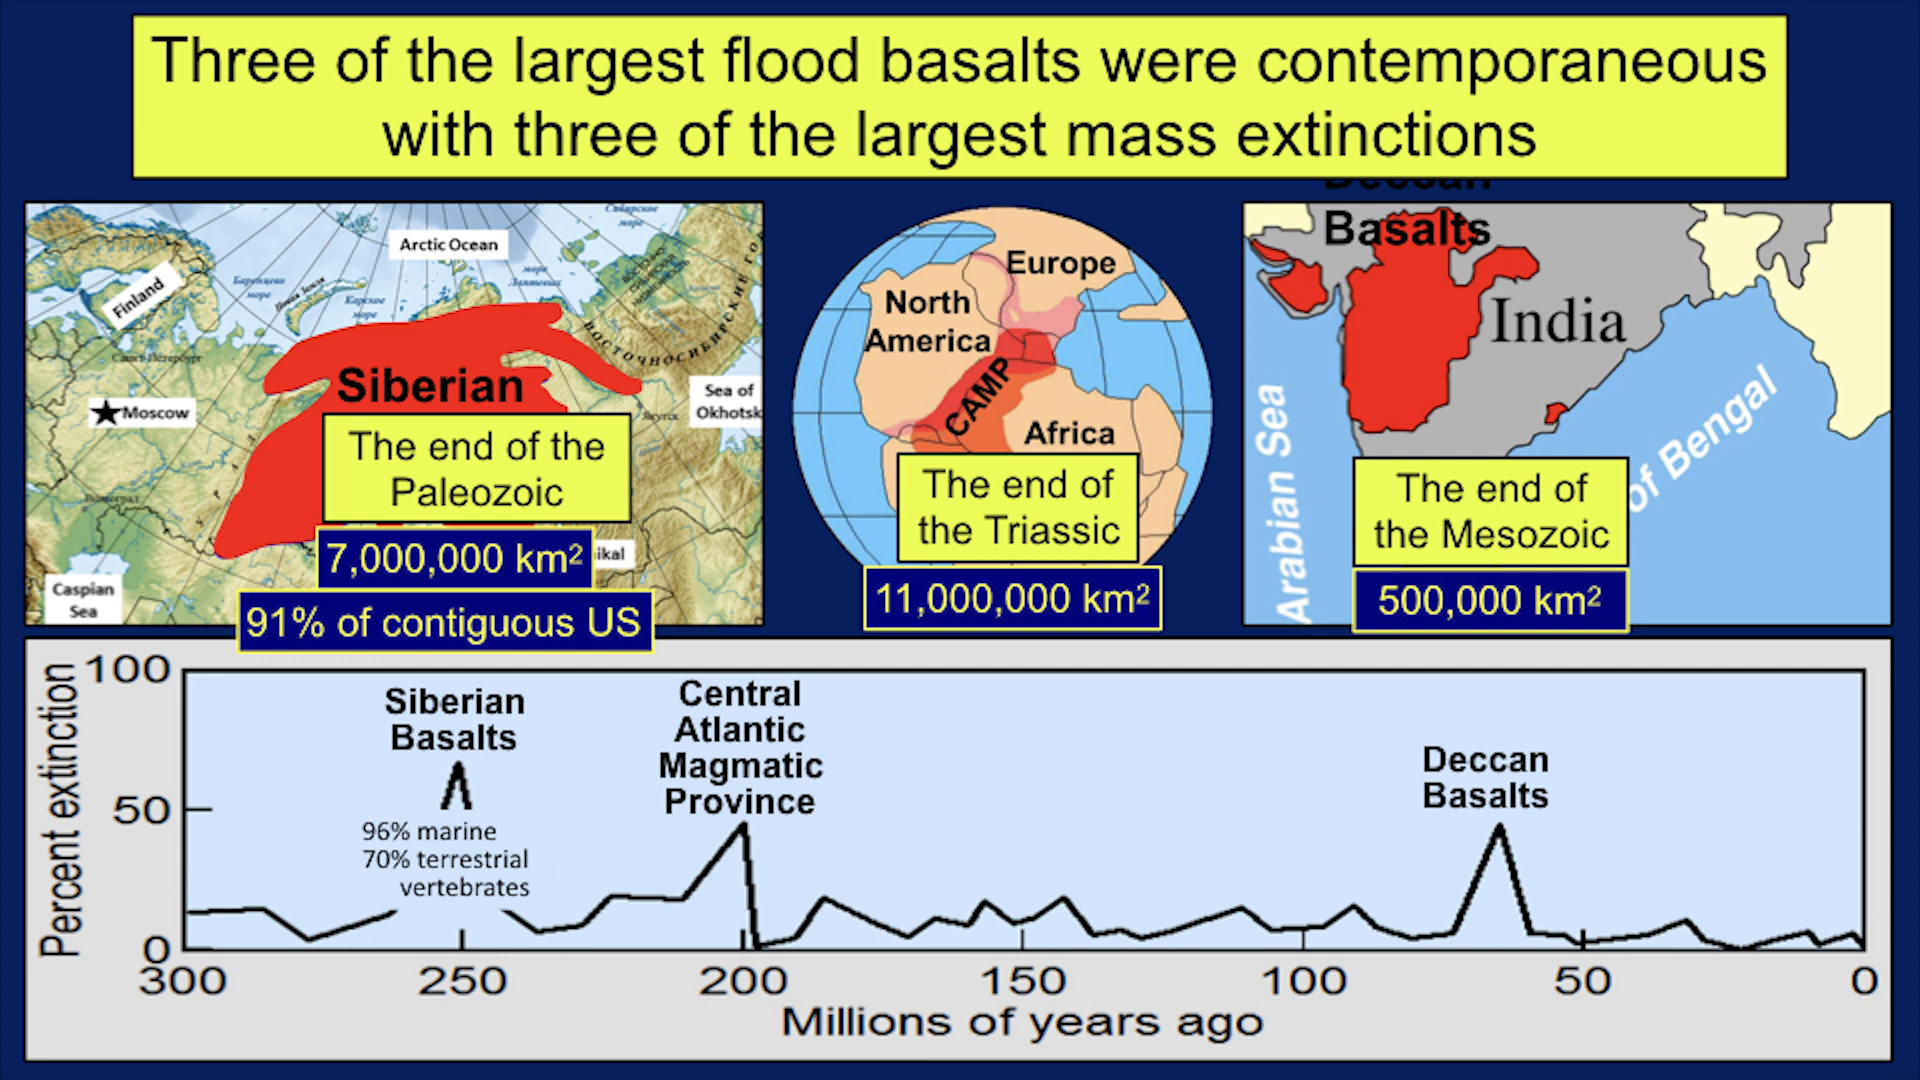 Three of the largest flood basalts were contemporaneous
with three of the largest mass extinctions
Arctic Ocean
Finland
Moscow
Sea of
Okhotsk
Caspian
Sea
Siberian
The end of the
Paleozoic
7,000,000 km²
91% of contiguous US
Europe
North
America
CAMP
Africa
The end of
the Triassic
11,000,000 km²
Deccan
Basalts
India
Arabian Sea
of Bengal
The end of
the Mesozoic
500,000 km²
Percent extinction
100
50
0
Siberian
Basalts
96% marine
70% terrestrial
vertebrates
Central
Atlantic
Magmatic
Province
Deccan
Basalts
300 250 200 150 100 50 0
Millions of years ago